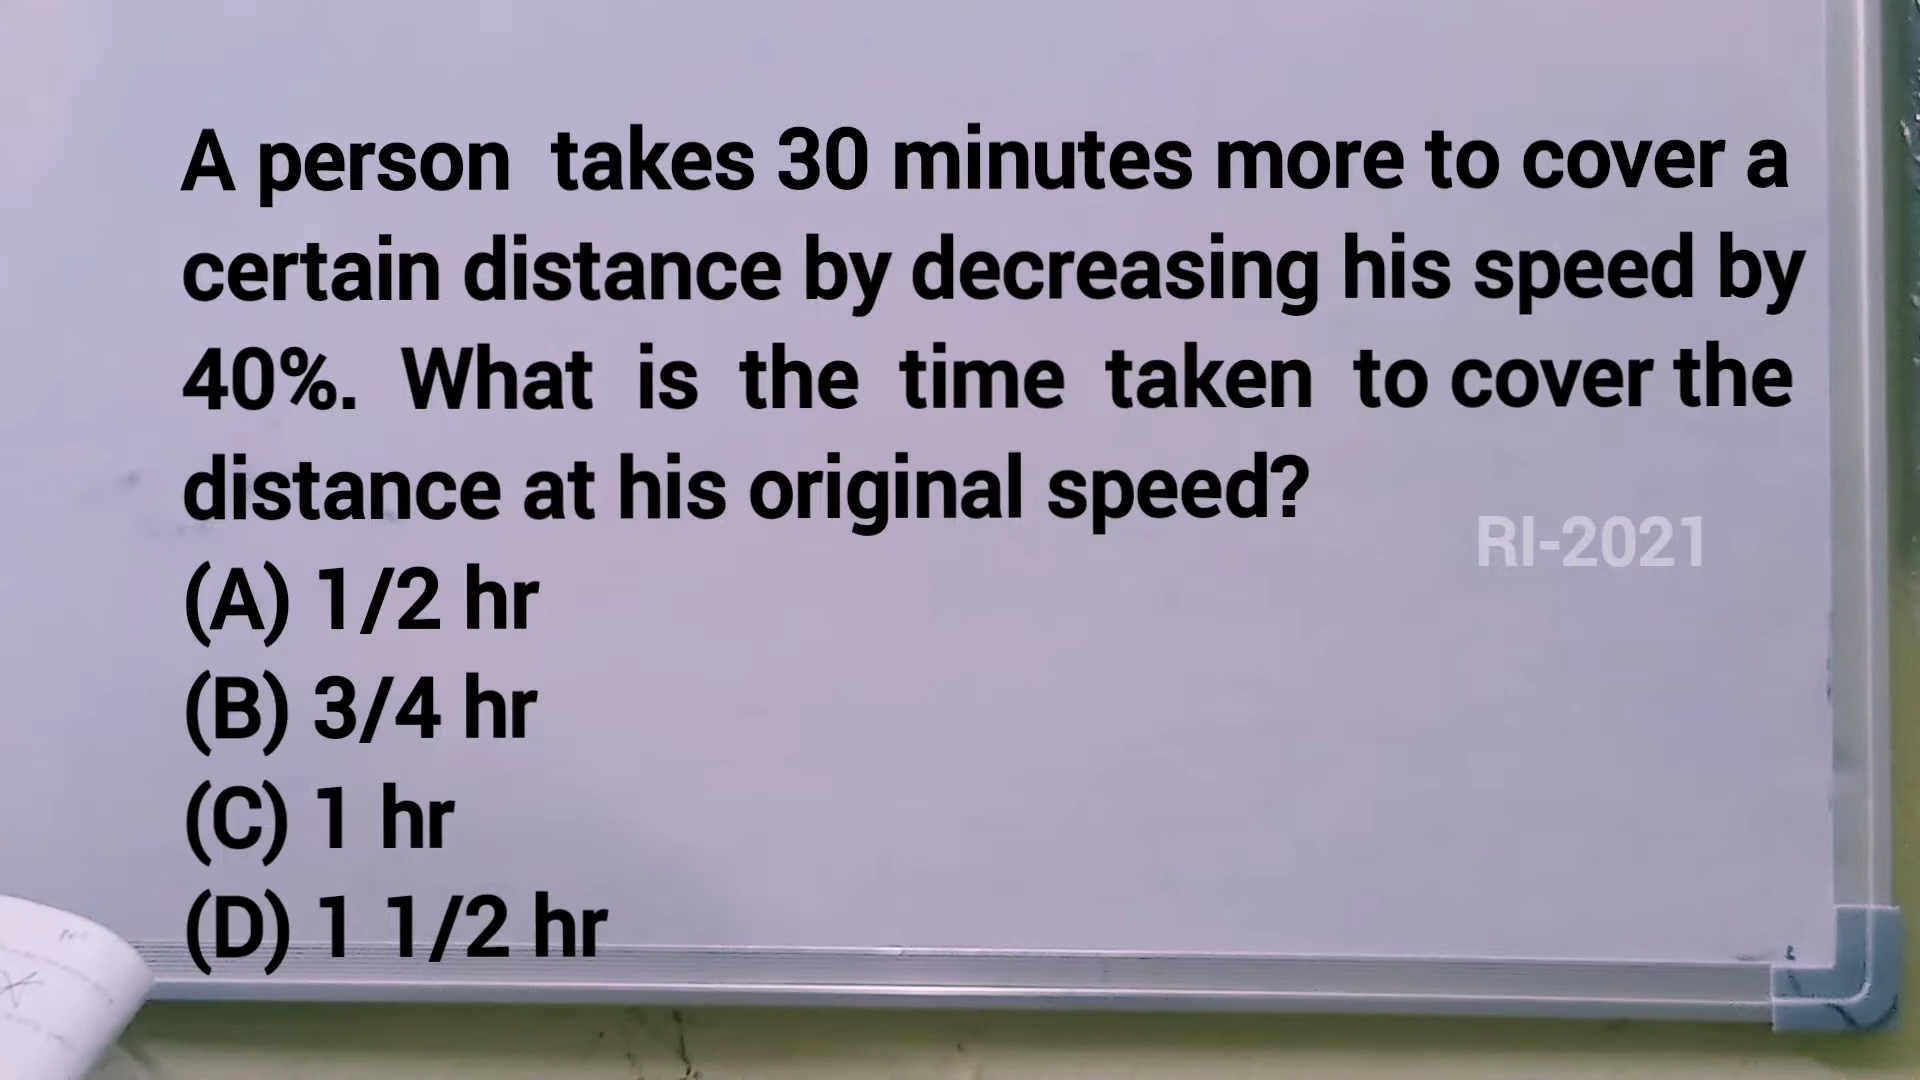 A person takes 30 minutes more to cover a
certain distance by decreasing his speed by
40%. What is the time taken to cover the
distance at his original speed?
RI-2021
(A) 1/2 hr
(B) 3/4 hr
(C) 1 hr
(D) 1 1/2 hr